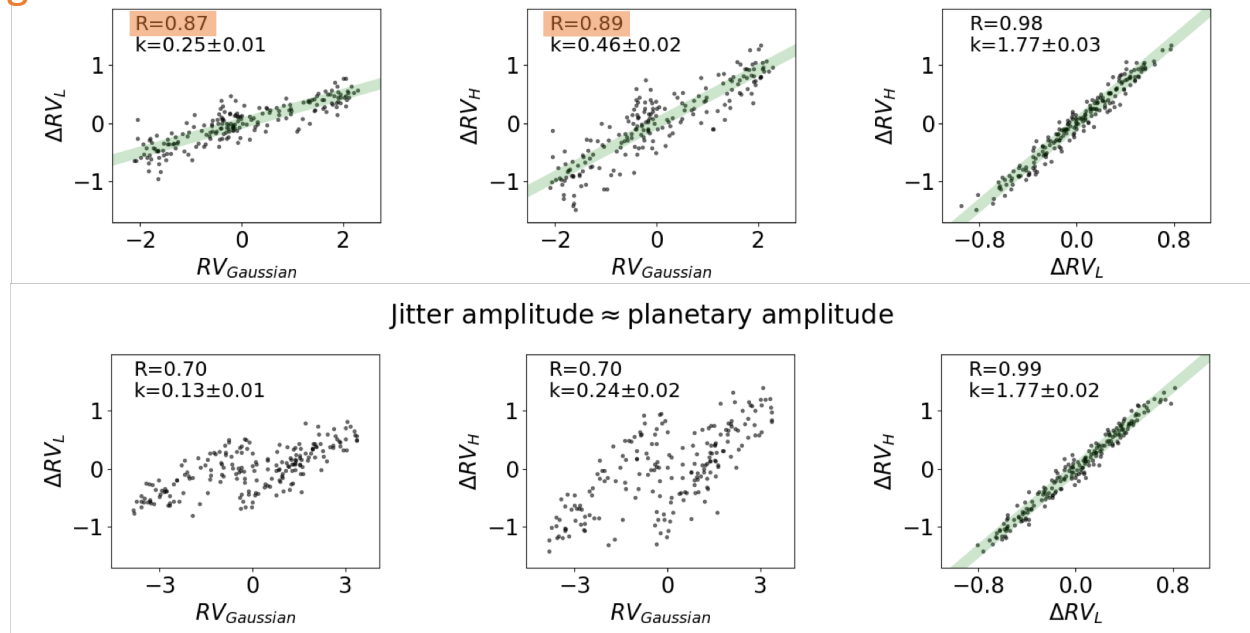 g
R=0.87
k=0.25±0.01
1
0
−1
ΔRV_L
−2
0
2
RV_Gaussian
R=0.89
k=0.46±0.02
1
0
−1
ΔRV_H
−2
0
2
RV_Gaussian
R=0.98
k=1.77±0.03
1
0
−1
ΔRV_H
−0.8
0.0
0.8
ΔRV_L
Jitter amplitude ≈ planetary amplitude
R=0.70
k=0.13±0.01
1
0
−1
ΔRV_L
−3
0
3
RV_Gaussian
R=0.70
k=0.24±0.02
1
0
−1
ΔRV_H
−3
0
3
RV_Gaussian
R=0.99
k=1.77±0.02
1
0
−1
ΔRV_H
−0.8
0.0
0.8
ΔRV_L